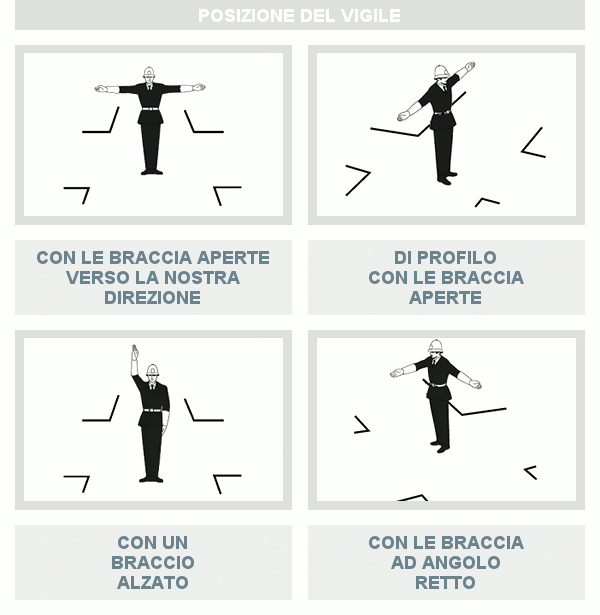 POSIZIONE DEL VIGILE
CON LE BRACCIA APERTE
VERSO LA NOSTRA
DIREZIONE
DI PROFILO
CON LE BRACCIA
APERTE
CON UN
BRACCIO
ALZATO
CON LE BRACCIA
AD ANGOLO
RETTO